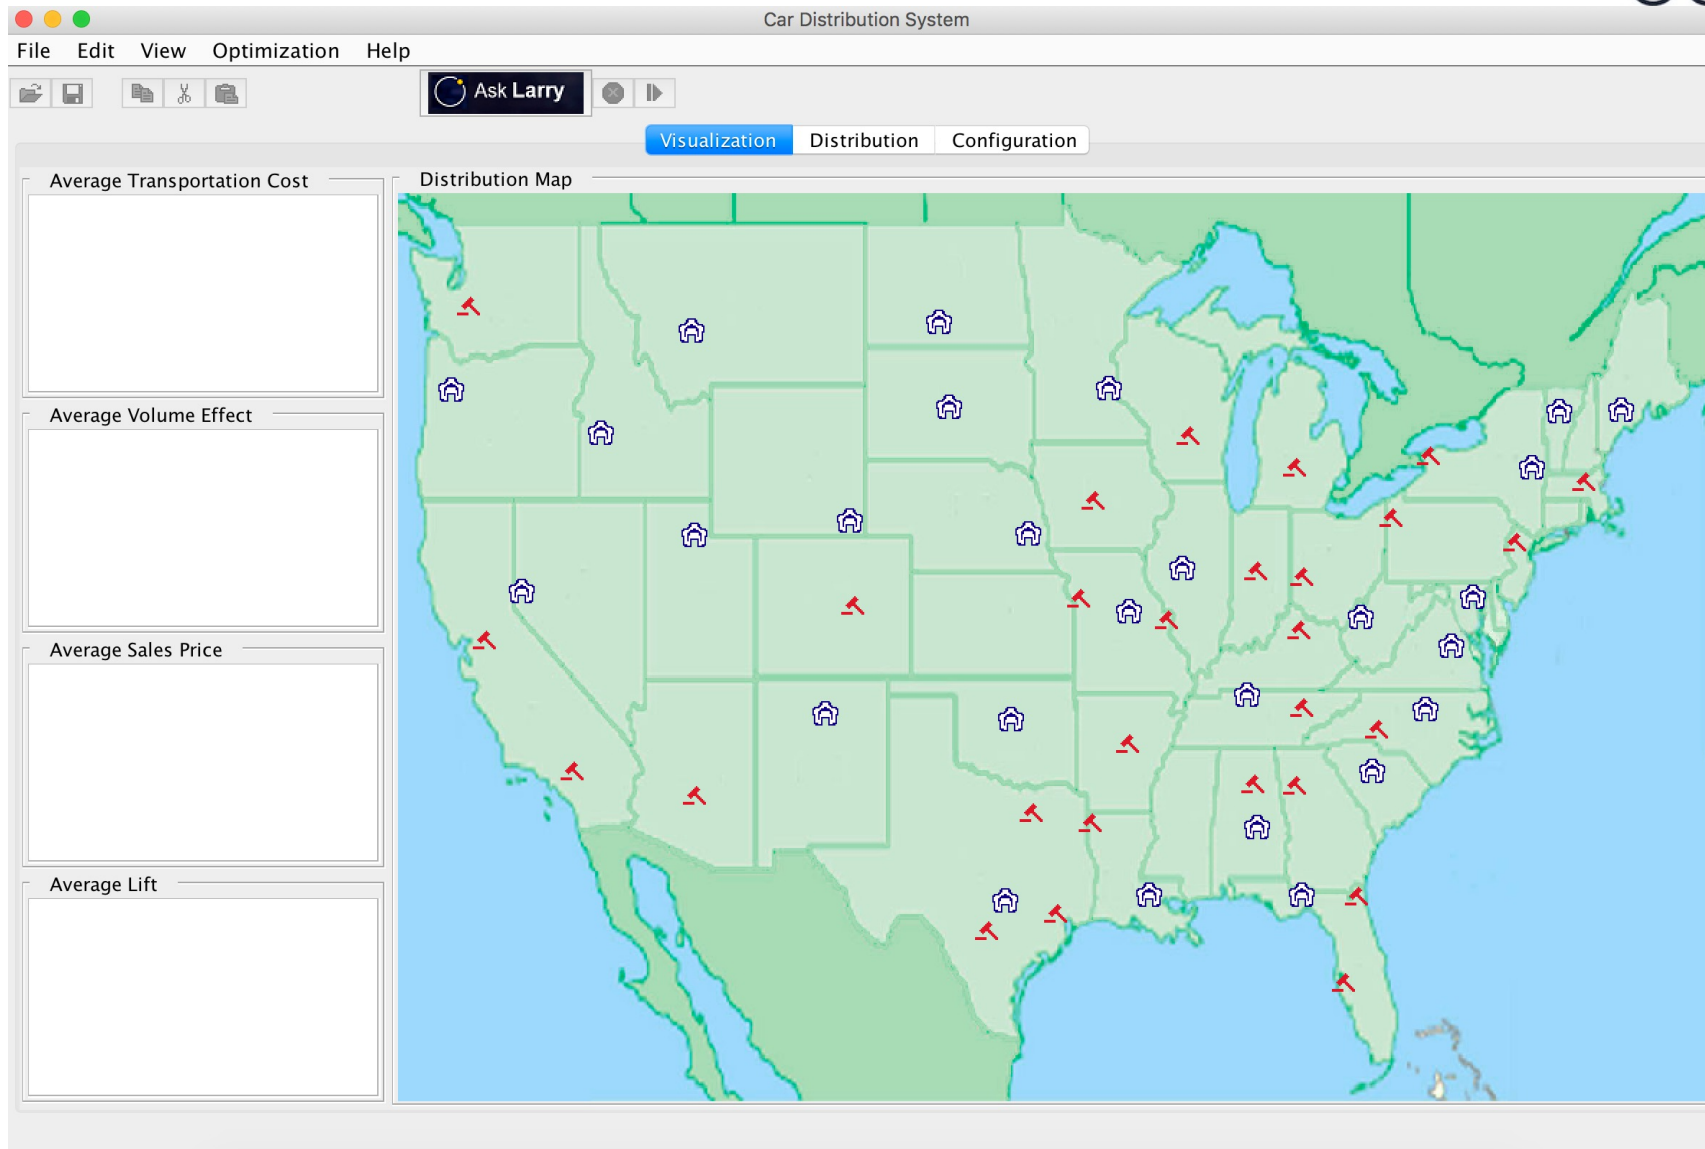 Car Distribution System
File Edit View Optimization Help
Ask Larry
Visualization Distribution Configuration
Average Transportation Cost
Distribution Map
Average Volume Effect
Average Sales Price
Average Lift